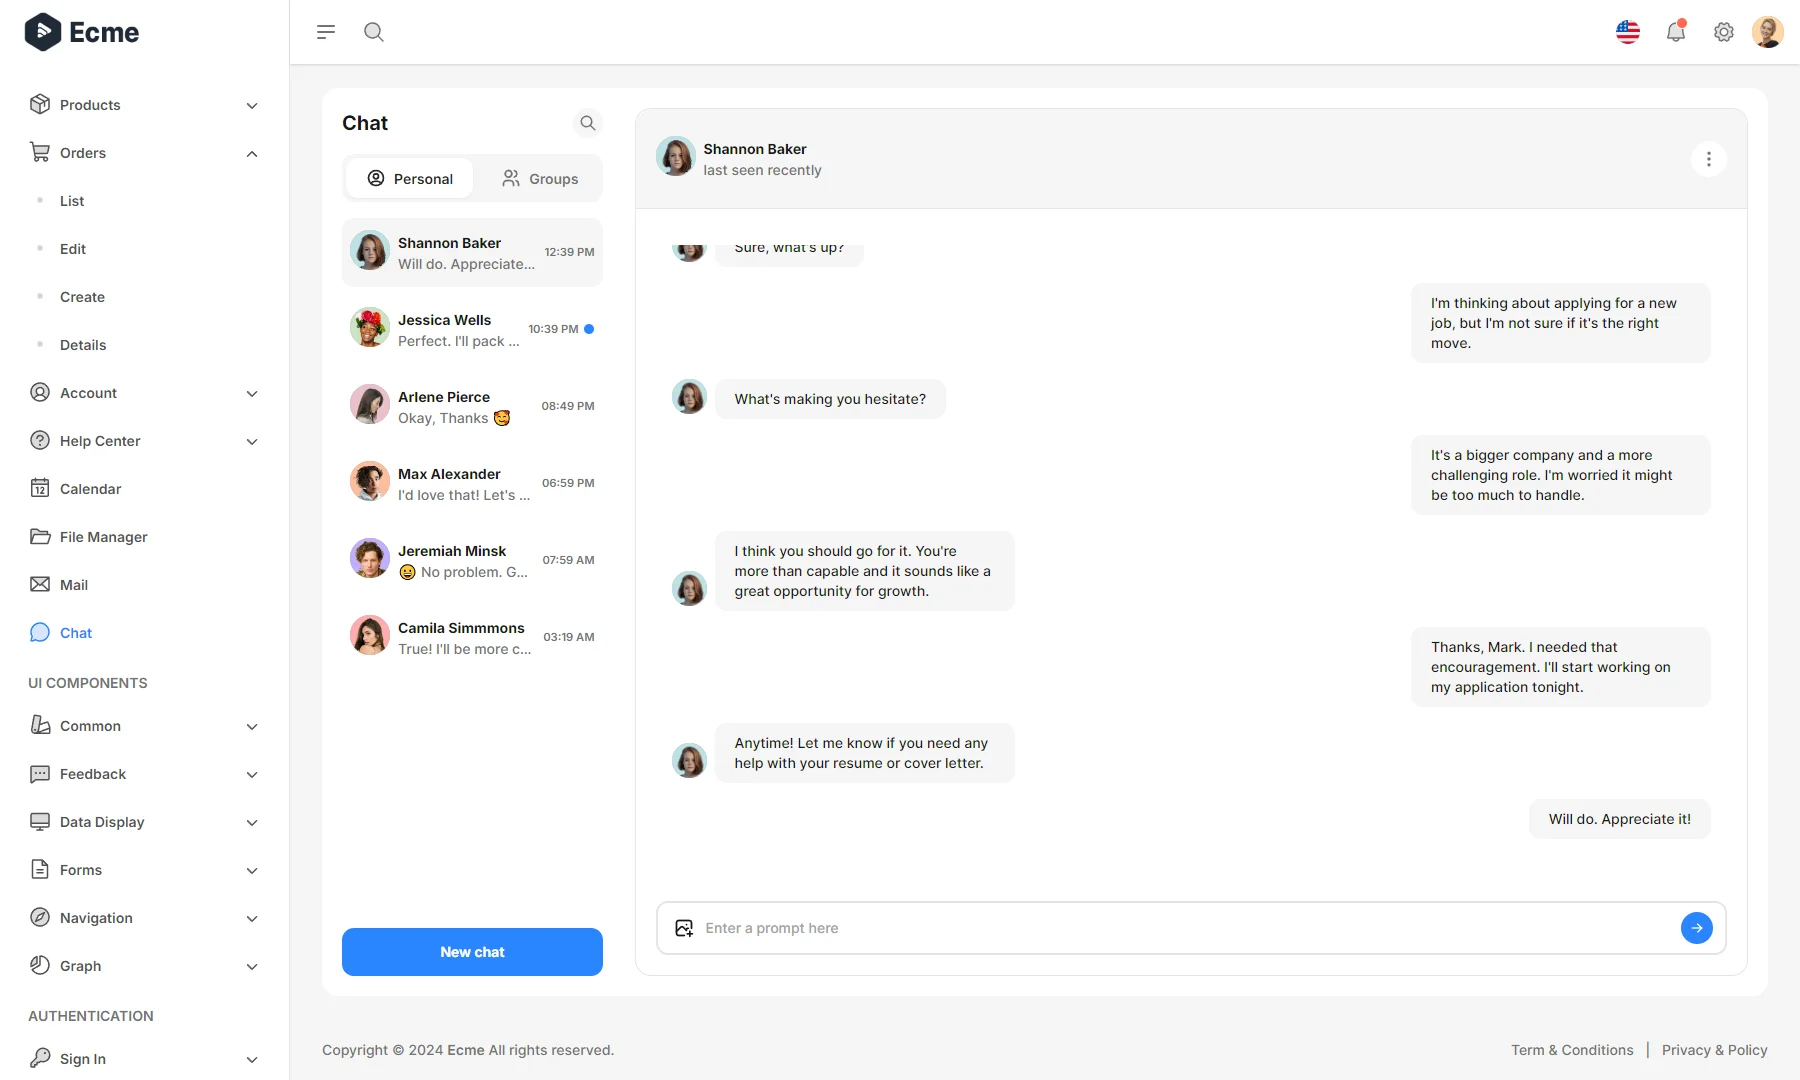 Ecme
Products
Orders
List
Edit
Create
Details
Account
Help Center
12
Calendar
File Manager
Mail
Chat
UI COMPONENTS
Common
Feedback
Data Display
Forms
Navigation
Graph
AUTHENTICATION
Sign In
Chat
Personal
Groups
Shannon Baker
12:39 PM
Will do. Appreciate...
Jessica Wells
10:39 PM
Perfect. I'll pack ...
Arlene Pierce
08:49 PM
Okay, Thanks 🥰
Max Alexander
06:59 PM
I'd love that! Let's ...
Jeremiah Minsk
07:59 AM
😀 No problem. G...
Camila Simmmons
03:19 AM
True! I'll be more c...
New chat
Shannon Baker
last seen recently
Sure, what's up?
I'm thinking about applying for a new
job, but I'm not sure if it's the right
move.
What's making you hesitate?
It's a bigger company and a more
challenging role. I'm worried it might
be too much to handle.
I think you should go for it. You're
more than capable and it sounds like a
great opportunity for growth.
Thanks, Mark. I needed that
encouragement. I'll start working on
my application tonight.
Anytime! Let me know if you need any
help with your resume or cover letter.
Will do. Appreciate it!
Enter a prompt here
Copyright © 2024 Ecme All rights reserved.
Term & Conditions | Privacy & Policy